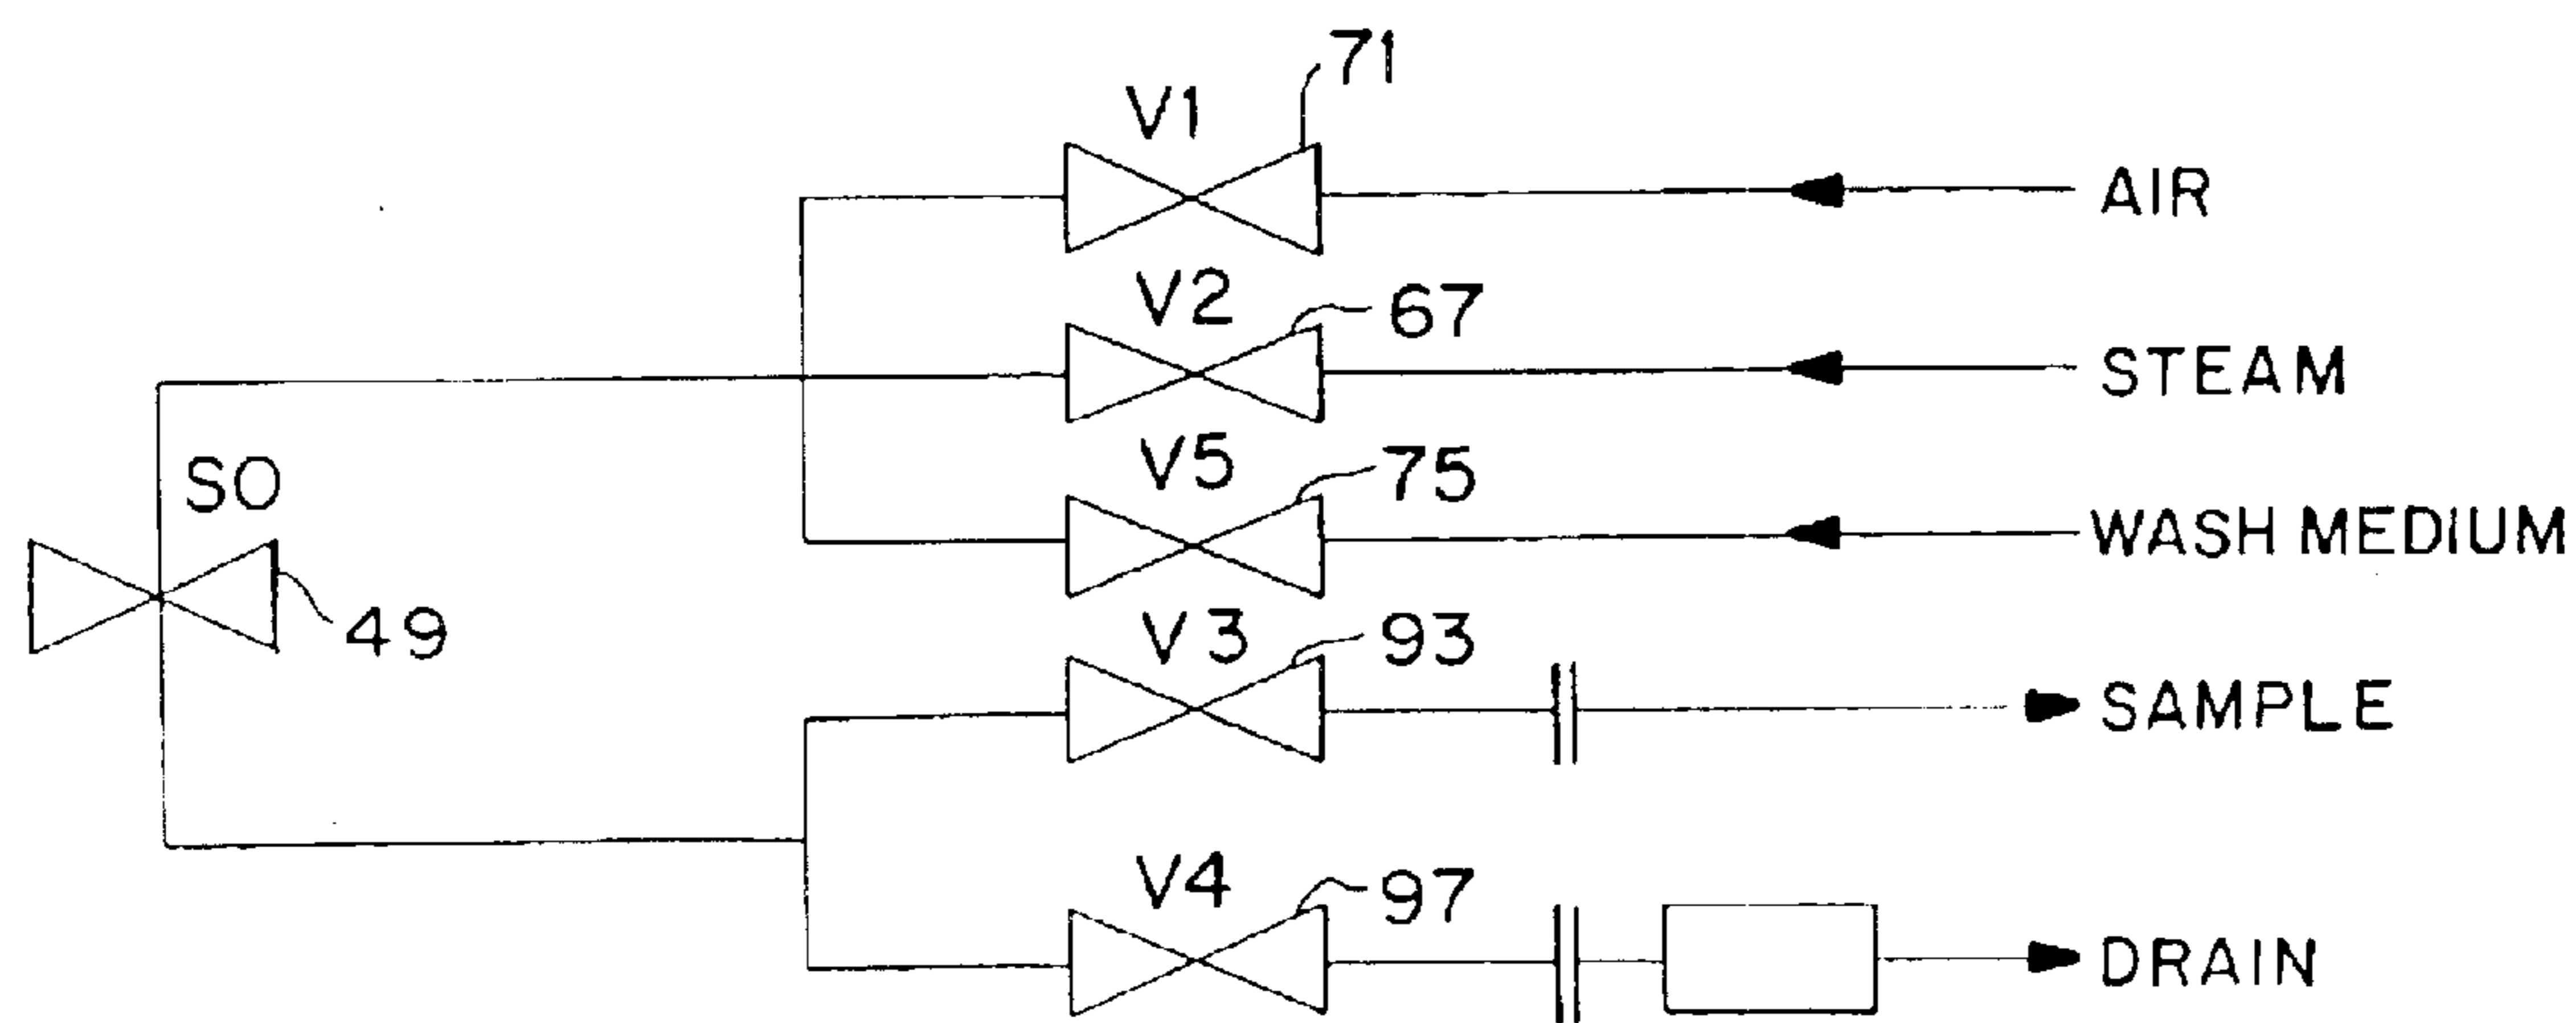 71
V1
AIR
V2
67
STEAM
V5
75
SO
WASH MEDIUM
49
V3
93
SAMPLE
V4
97
DRAIN